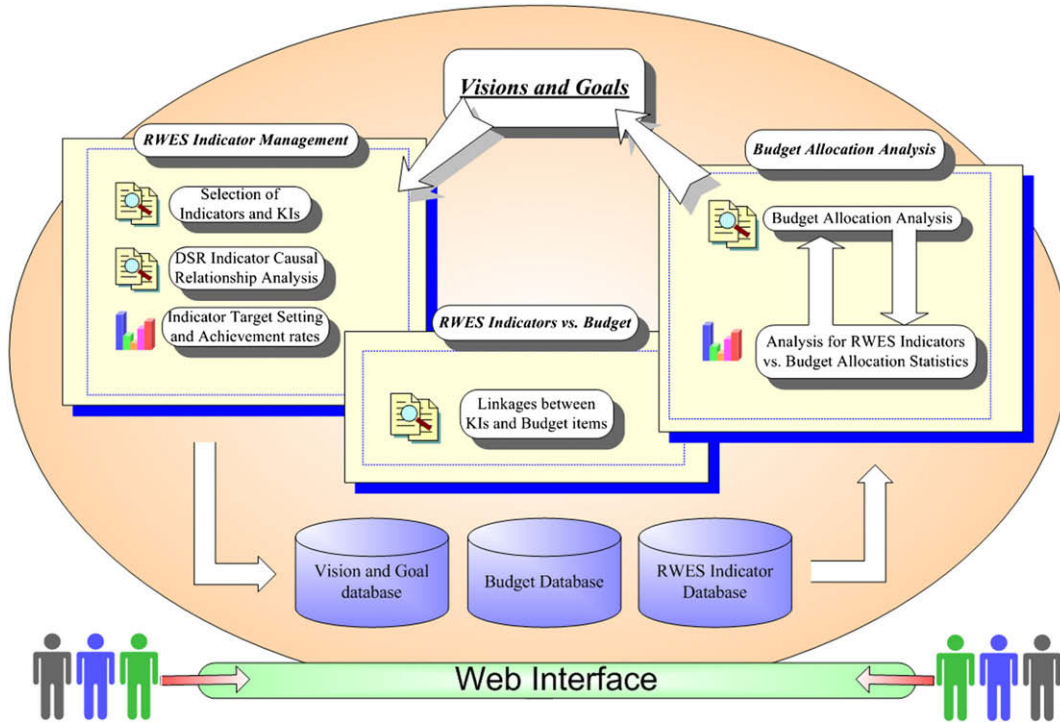 Visions and Goals
RWES Indicator Management
Selection of
Indicators and KIs
DSR Indicator Causal
Relationship Analysis
Indicator Target Setting
and Achievement rates
RWES Indicators vs. Budget
Linkages between
KIs and Budget items
Budget Allocation Analysis
Budget Allocation Analysis
Analysis for RWES Indicators
vs. Budget Allocation Statistics
Vision and Goal
database
Budget Database
RWES Indicator
Database
Web Interface